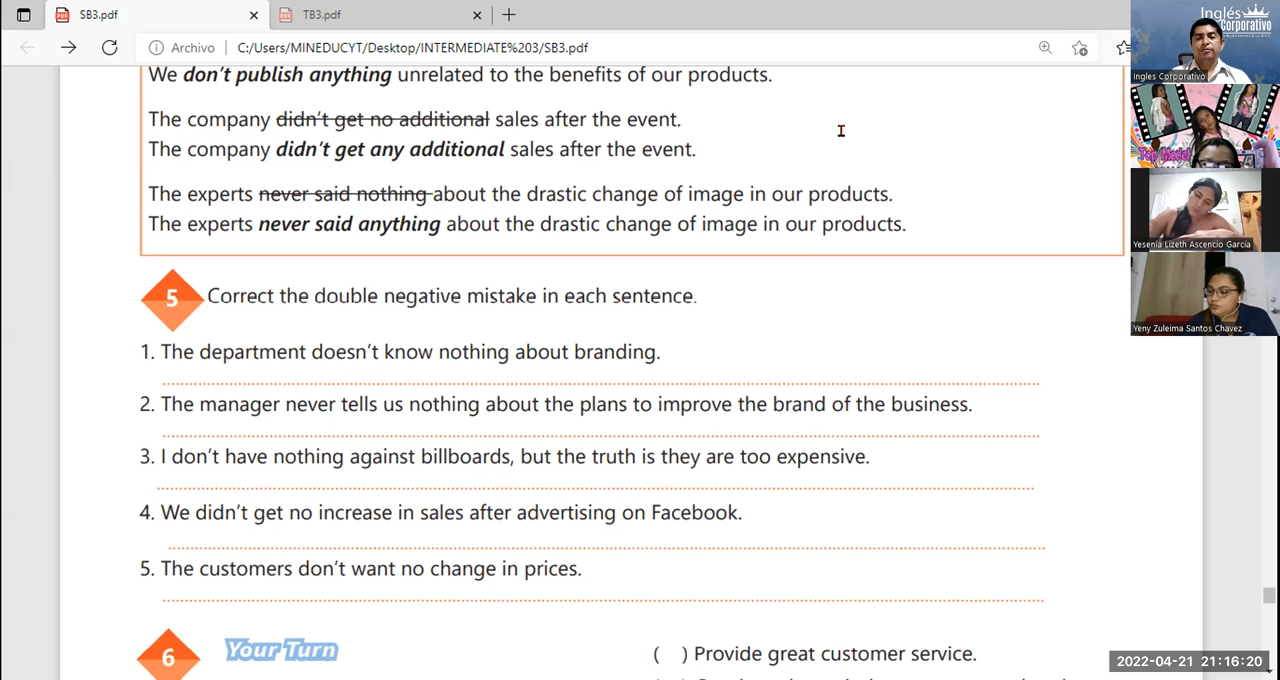 SB3.pdf
TB3.pdf
Archivo
C:/Users/MINEDUCYT/Desktop/INTERMEDIATE%203/SB3.pdf
Inglés
Corporativo
Ingles Corporativo
Top Model
Yesenia Lizeth Ascencio García
Yeny Zuleima Santos Chavez
We don't publish anything unrelated to the benefits of our products.
The company didn't get no additional sales after the event.
The company didn't get any additional sales after the event.
The experts never said nothing about the drastic change of image in our products.
The experts never said anything about the drastic change of image in our products.
5 Correct the double negative mistake in each sentence.
1. The department doesn't know nothing about branding.
2. The manager never tells us nothing about the plans to improve the brand of the business.
3. I don't have nothing against billboards, but the truth is they are too expensive.
4. We didn't get no increase in sales after advertising on Facebook.
5. The customers don't want no change in prices.
6 Your Turn
( ) Provide great customer service.
2022-04-21 21:16:20